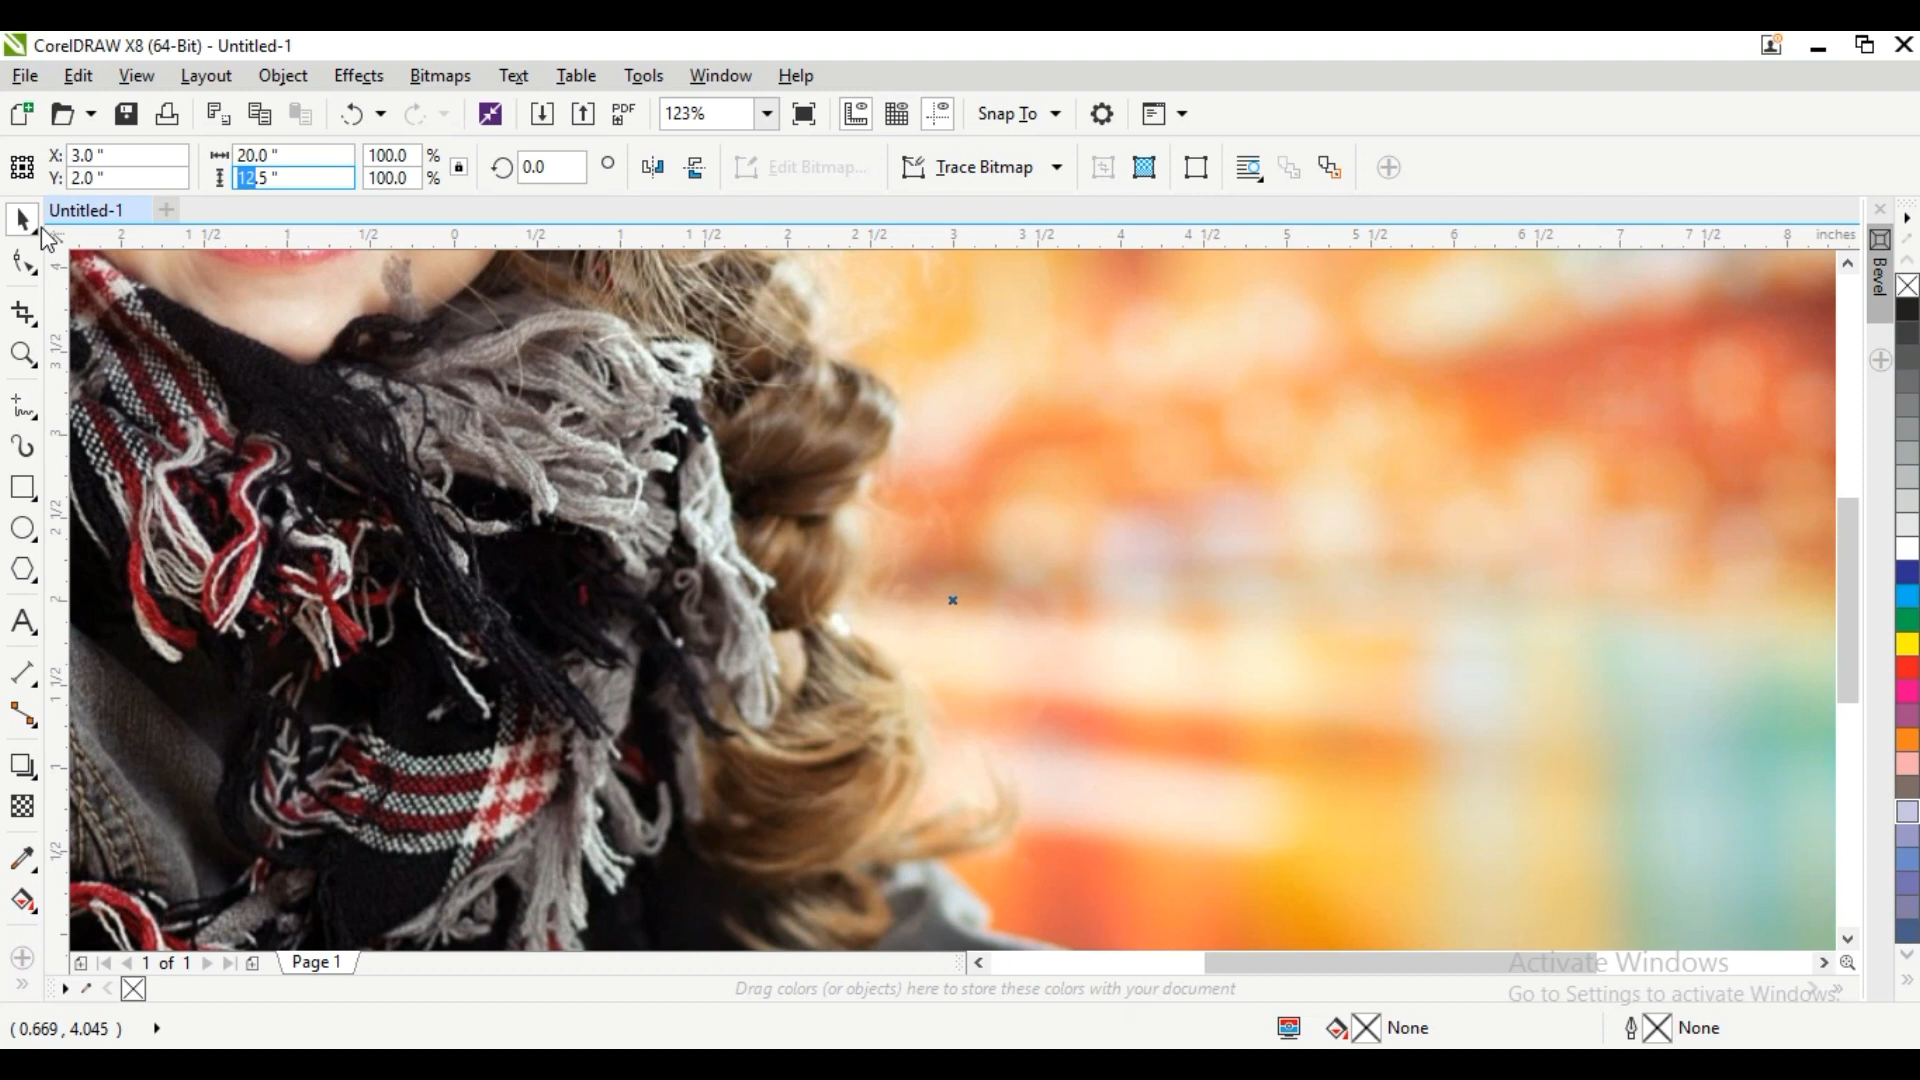 CorelDRAW X8 (64-Bit) - Untitled-1
File Edit View Layout Object Effects Bitmaps Text Table Tools Window Help
PDF 123% Snap To
X: 3.0 " 20.0 " 100.0 % 0.0 Edit Bitmap... Trace Bitmap
Y: 2.0 " 12.5 " 100.0 %
Untitled-1
2 1 1/2 1 1/2 0 1/2 1 1 1/2 2 2 1/2 3 3 1/2 4 4 1/2 5 5 1/2 6 6 1/2 7 7 1/2 8 inches
Bevel
4
3 1/2
3
2 1/2
2
1 1/2
1
1/2
1 of 1 Page 1
Activate Windows
Drag colors (or objects) here to store these colors with your document
Go to Settings to activate Windows.
( 0.669 , 4.045 ) None None